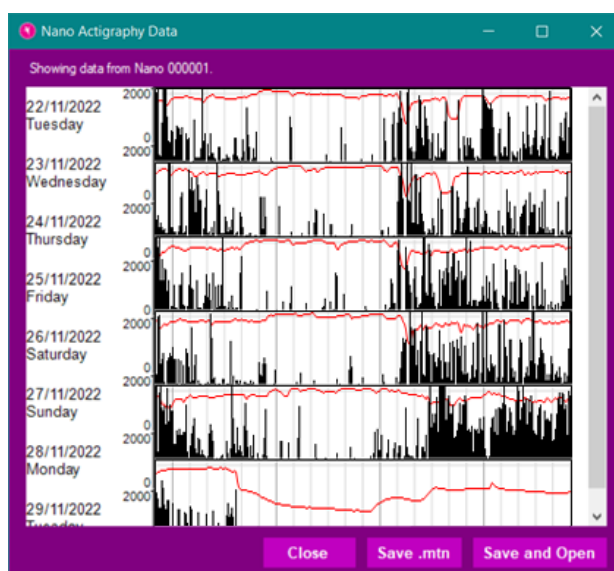 Nano Actigraphy Data
Showing data from Nano 000001.
2000
22/11/2022
Tuesday
0
2000
23/11/2022
Wednesday
0
2000
24/11/2022
Thursday
0
2000
25/11/2022
Friday
0
2000
26/11/2022
Saturday
0
2000
27/11/2022
Sunday
0
2000
28/11/2022
Monday
0
2000
29/11/2022
Tuesday
Close Save .mtn Save and Open